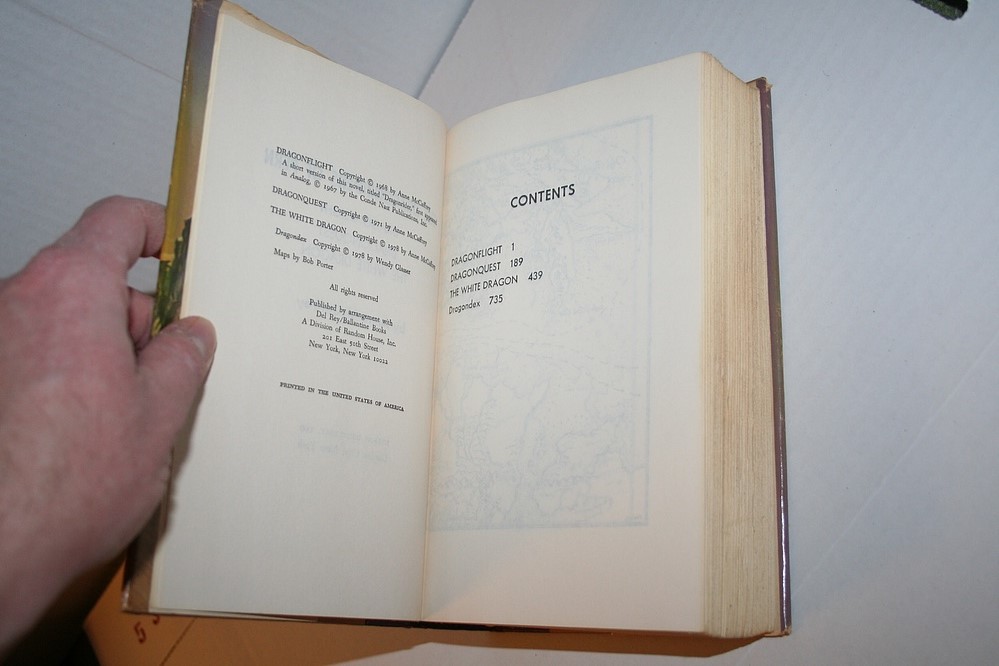 DRAGONFLIGHT Copyright © 1968 by Anne McCaffrey
A short version of this novel, titled "Dragonrider," first appeared
in Analog, © 1967 by the Conde Nast Publications, Inc.
DRAGONQUEST Copyright © 1971 by Anne McCaffrey
THE WHITE DRAGON Copyright © 1978 by Anne McCaffrey
Dragondex Copyright © 1978 by Wendy Glasner
Maps by Bob Porter
All rights reserved
Published by arrangement with
Del Rey/Ballantine Books
A Division of Random House, Inc.
201 East 50th Street
New York, New York 10022
PRINTED IN THE UNITED STATES OF AMERICA
CONTENTS
DRAGONFLIGHT 1
DRAGONQUEST 189
THE WHITE DRAGON 439
Dragondex 735